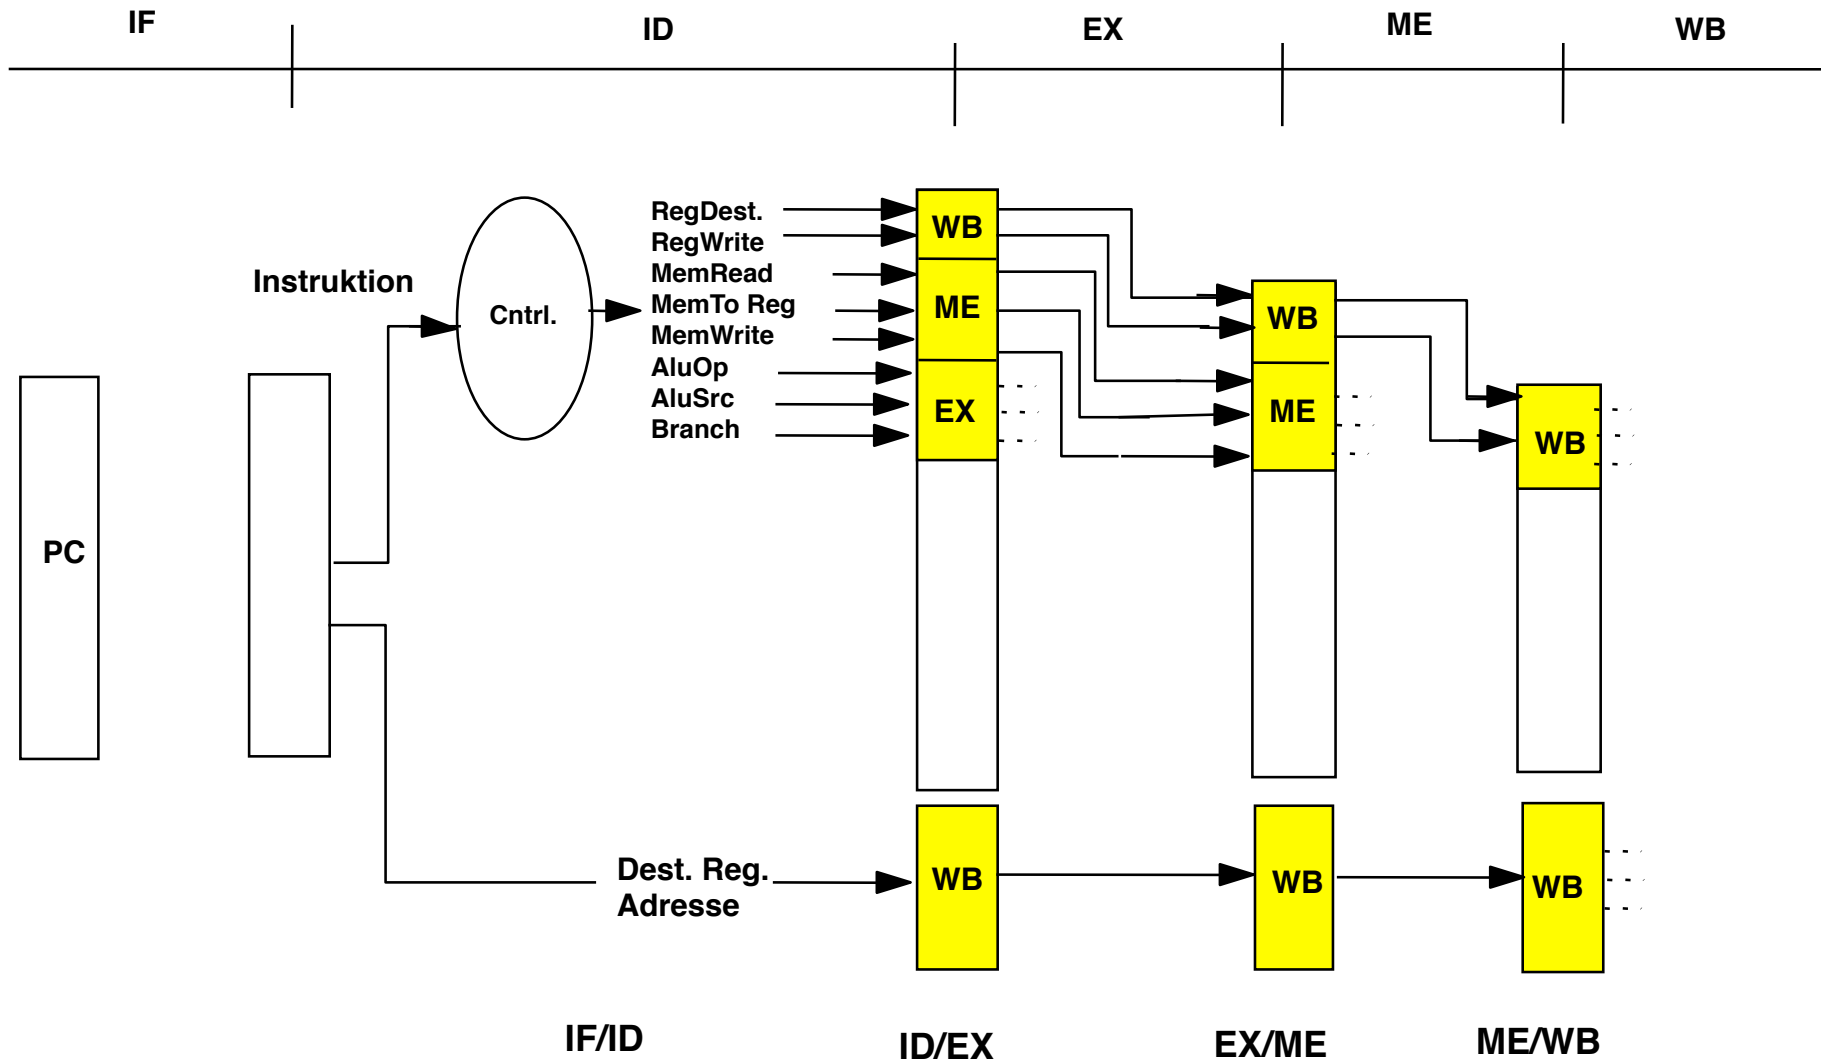 IF
ID
EX
ME
WB
RegDest.
RegWrite
MemRead
MemTo Reg
MemWrite
AluOp
AluSrc
Branch
Instruktion
Cntrl.
WB
ME
EX
WB
ME
WB
PC
Dest. Reg.
Adresse
WB
WB
WB
IF/ID
ID/EX
EX/ME
ME/WB